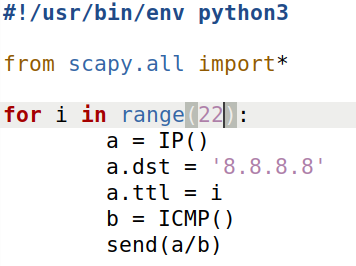 #!/usr/bin/env python3
from scapy.all import*
for i in range(22):
a = IP()
a.dst = '8.8.8.8'
a.ttl = i
b = ICMP()
send(a/b)